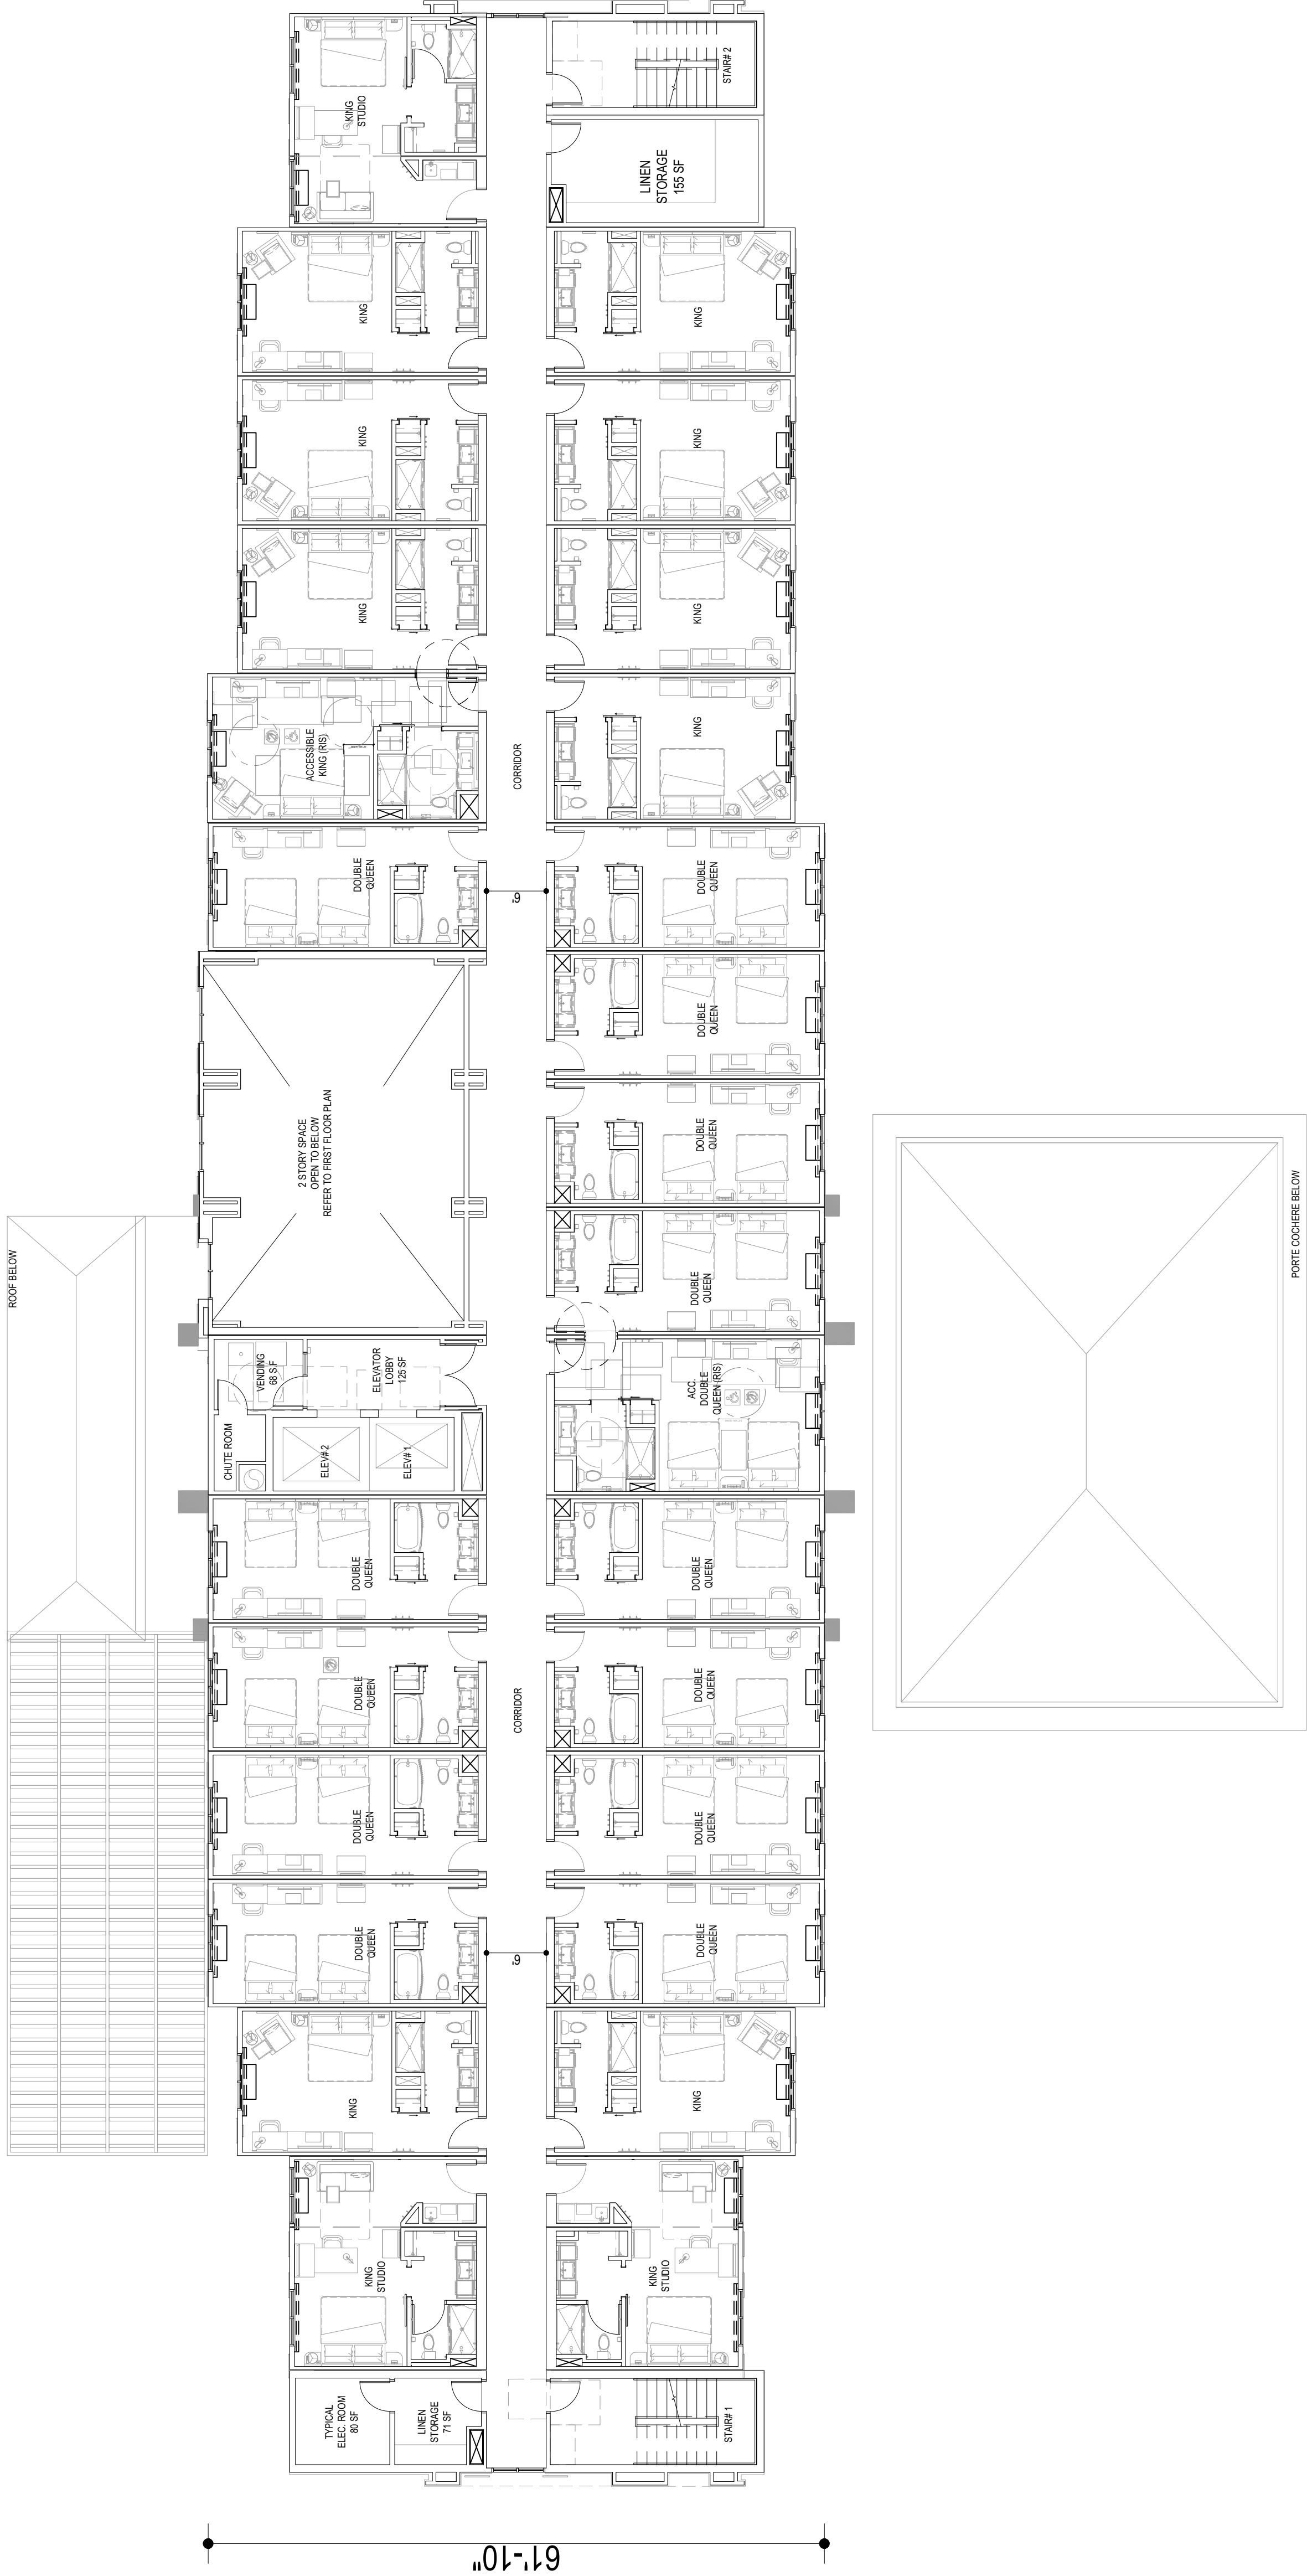 KING
STUDIO
STAIR# 2
LINEN
STORAGE
155 SF
KING
KING
KING
KING
KING
KING
ACCESSIBLE
KING (RIS)
CORRIDOR
KING
DOUBLE
QUEEN
6'
DOUBLE
QUEEN
DOUBLE
QUEEN
2 STORY SPACE
OPEN TO BELOW
REFER TO FIRST FLOOR PLAN
DOUBLE
QUEEN
ROOF BELOW
DOUBLE
QUEEN
PORTE COCHERE BELOW
VENDING
68 S.F
ELEVATOR
LOBBY
125 SF
ACC.
DOUBLE
QUEEN (RIS)
CHUTE ROOM
ELEV# 2
ELEV# 1
DOUBLE
QUEEN
DOUBLE
QUEEN
DOUBLE
QUEEN
CORRIDOR
DOUBLE
QUEEN
DOUBLE
QUEEN
DOUBLE
QUEEN
DOUBLE
QUEEN
6'
DOUBLE
QUEEN
KING
KING
KING
STUDIO
KING
STUDIO
TYPICAL
ELEC. ROOM
80 SF
LINEN
STORAGE
71 SF
STAIR# 1
61'-10"